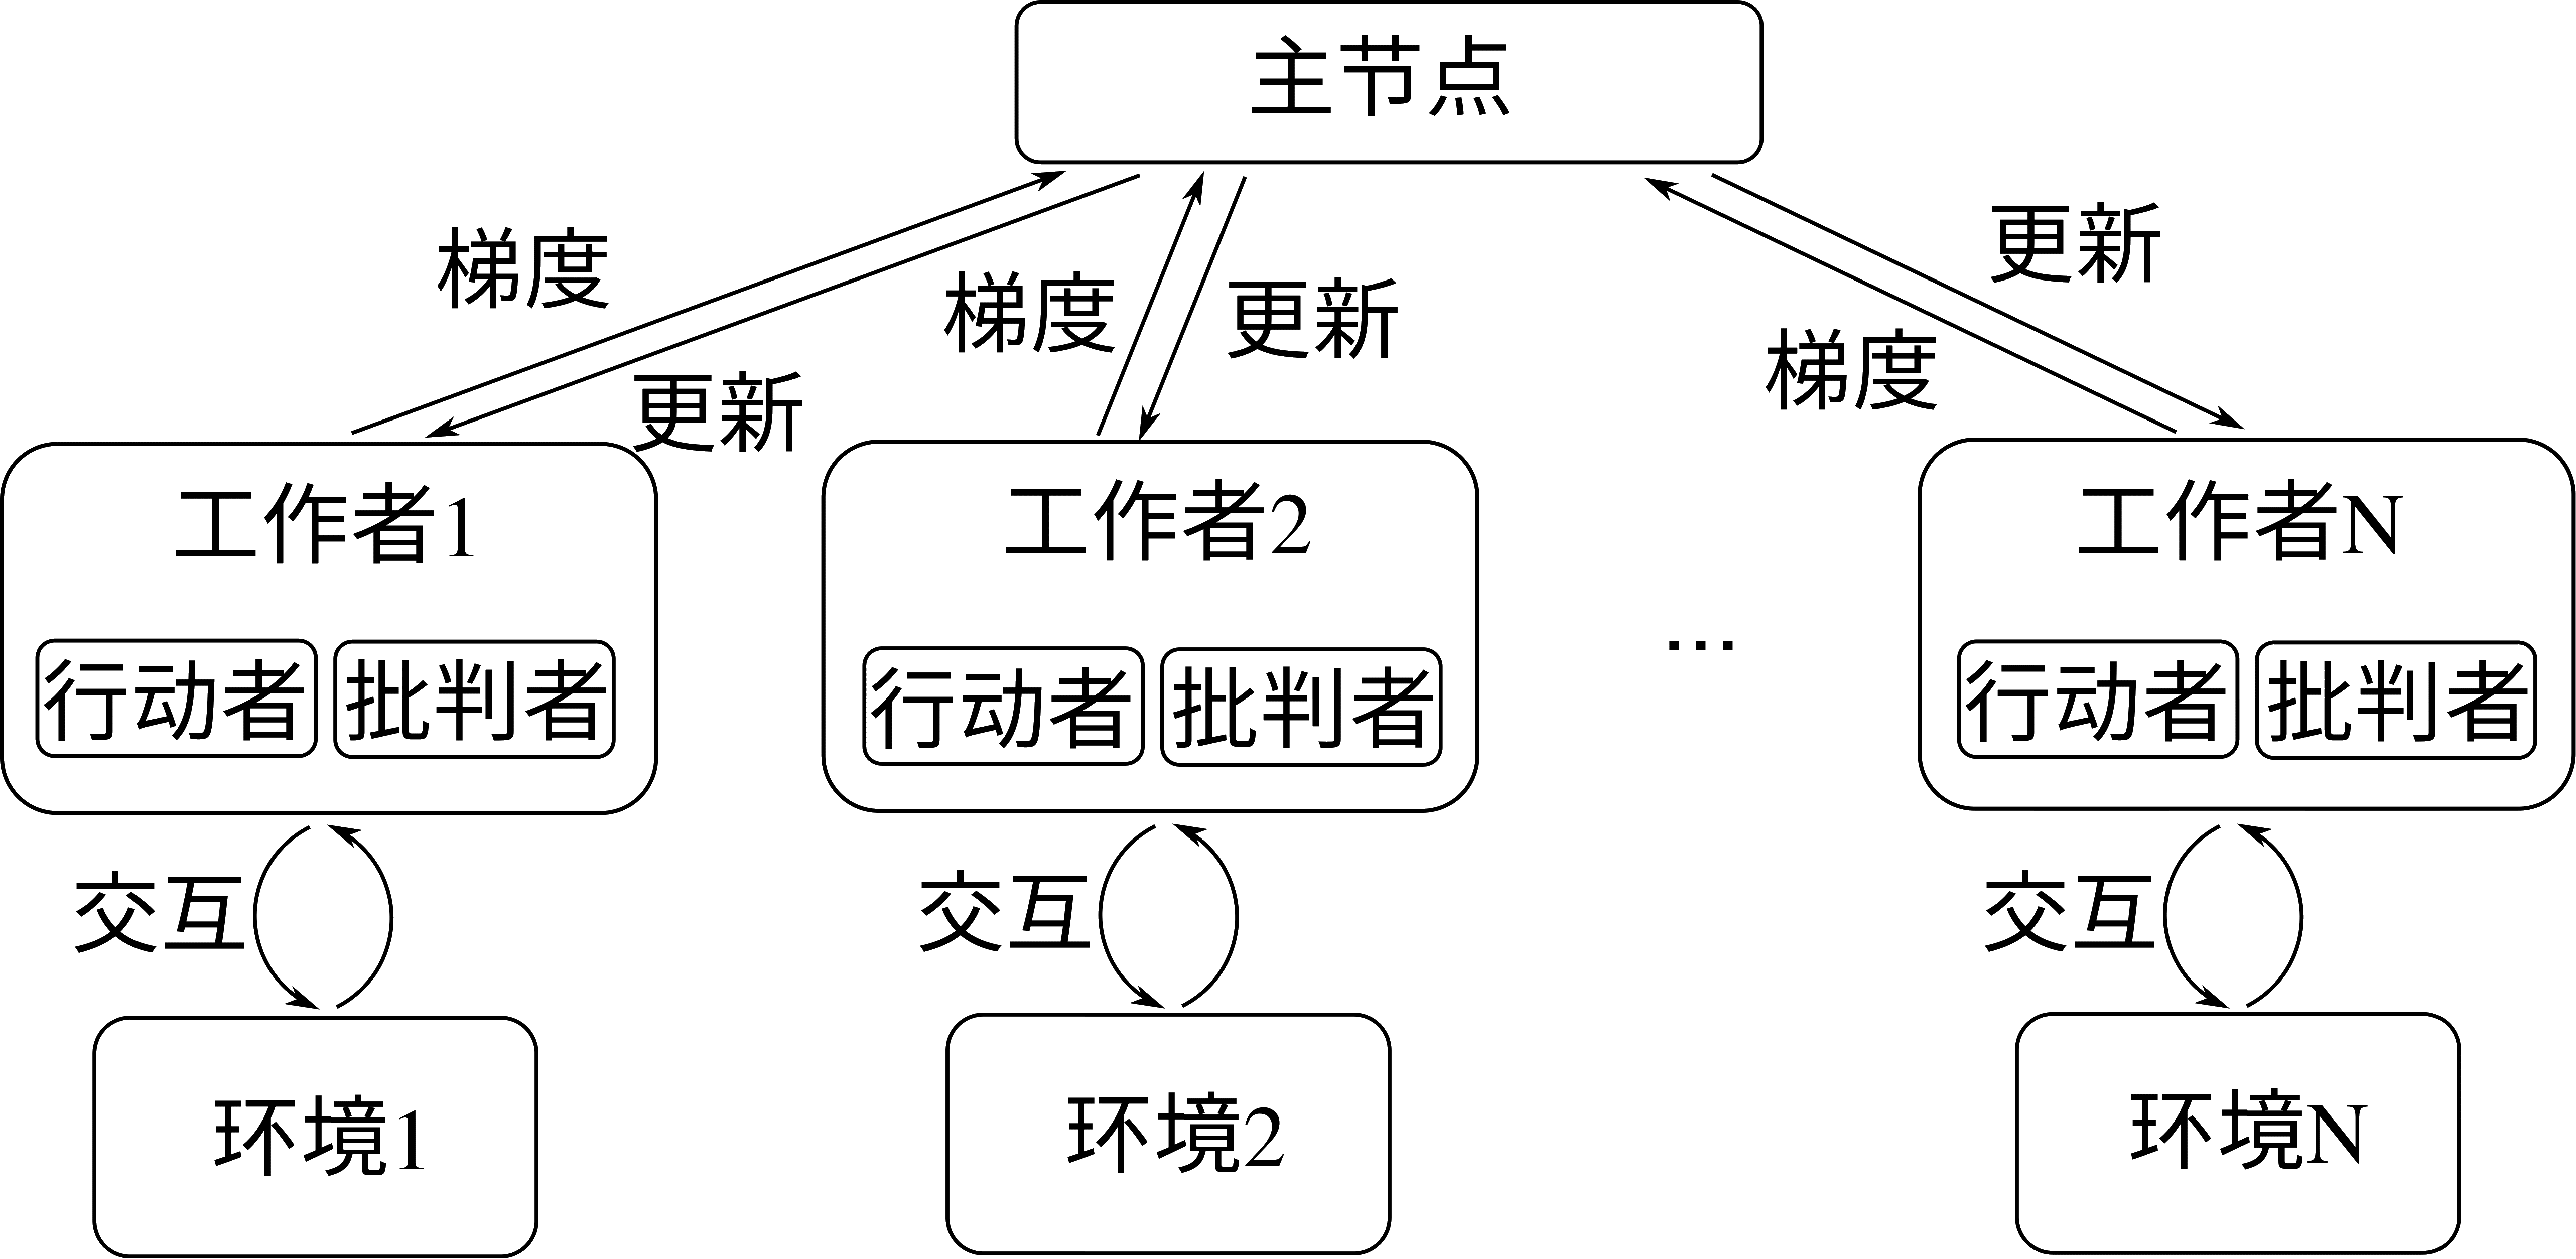 主节点
梯度
更新
梯度
更新
更新
梯度
工作者1
工作者2
工作者N
行动者 批判者
行动者 批判者
...
行动者 批判者
交互
交互
交互
环境1
环境2
环境N